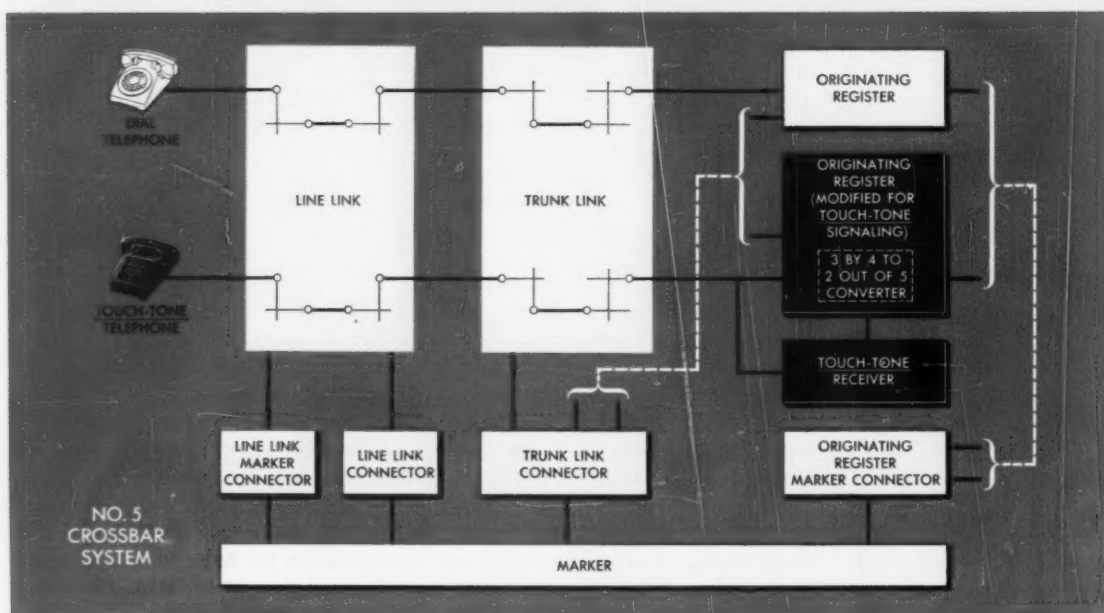 DIAL
TELEPHONE
TOUCH-TONE
TELEPHONE
LINE LINK
TRUNK LINK
ORIGINATING
REGISTER
ORIGINATING
REGISTER
(MODIFIED FOR
TOUCH-TONE
SIGNALING)
3 BY 4 TO
2 OUT OF 5
CONVERTER
TOUCH-TONE
RECEIVER
LINE LINK
MARKER
CONNECTOR
LINE LINK
CONNECTOR
TRUNK LINK
CONNECTOR
ORIGINATING
REGISTER
MARKER CONNECTOR
NO. 5
CROSSBAR
SYSTEM
MARKER